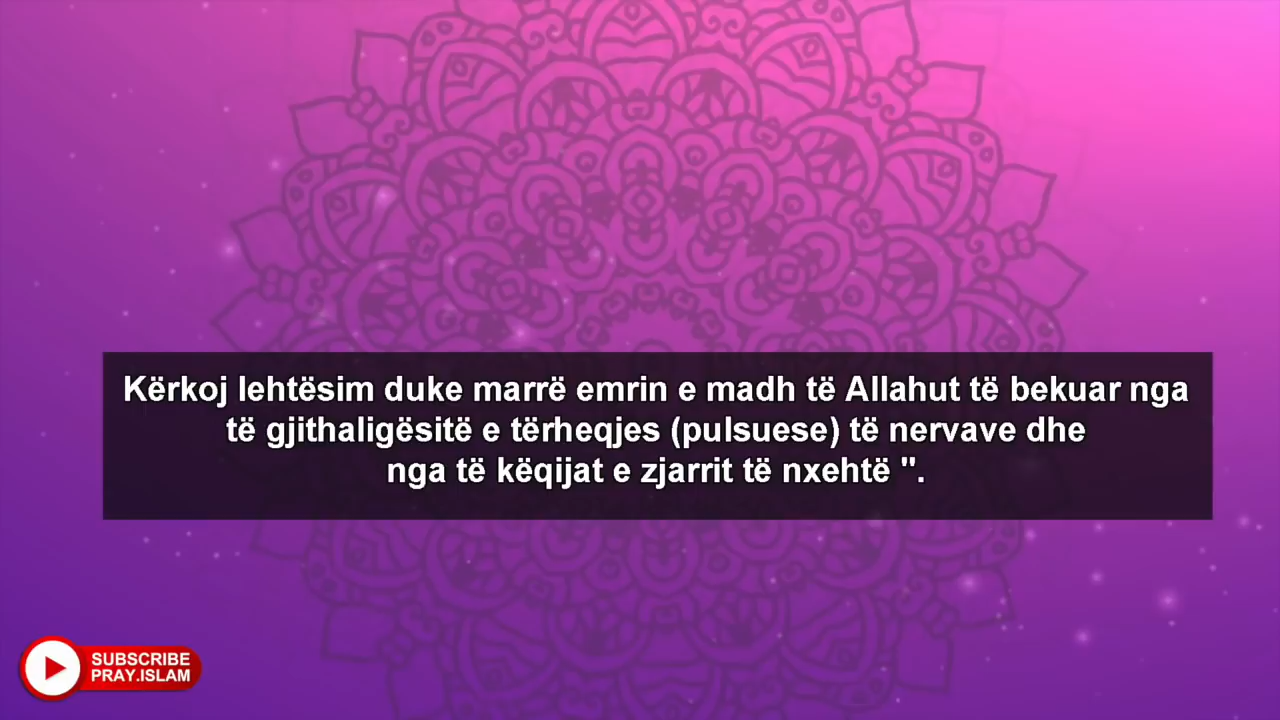 Kërkoj lehtësim duke marrë emrin e madh të Allahut të bekuar nga
të gjithaligësitë e tërheqjes (pulsuese) të nervave dhe
nga të këqijat e zjarrit të nxehtë ".
SUBSCRIBE
PRAY.ISLAM